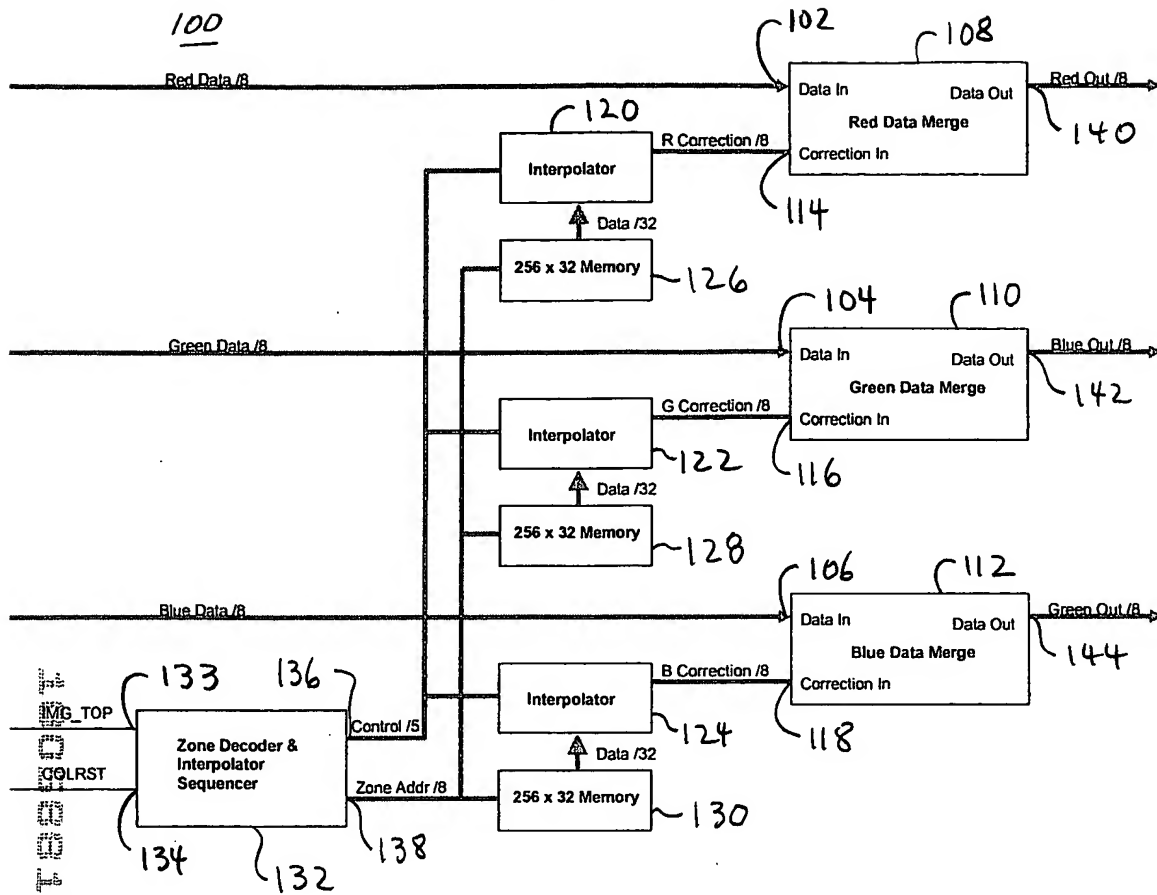 100
102
108
Red Data /8
Red Out /8
Data In
Data Out
120
Red Data Merge
140
R Correction /8
Interpolator
Correction In
114
Data /32
256 x 32 Memory
126
104
110
Green Data /8
Blue Out /8
Data In
Data Out
Green Data Merge
142
G Correction /8
Interpolator
Correction In
122
116
Data /32
256 x 32 Memory
128
106
112
Blue Data /8
Green Out /8
Data In
Data Out
133
136
Blue Data Merge
144
B Correction /8
IMG_TOP
Interpolator
Correction In
Control /5
124
118
Zone Decoder &
Interpolator
Sequencer
Data /32
COLRST
Zone Addr /8
256 x 32 Memory
130
134
132
138